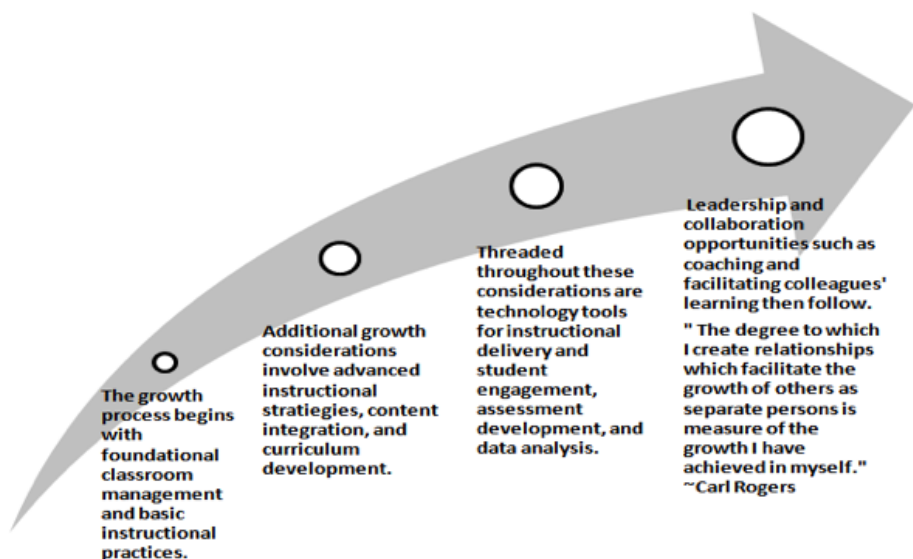 The growth
process begins
with
foundational
classroom
management
and basic
instructional
practices.
Additional growth
considerations
involve advanced
instructional
stratiegies, content
integration, and
curriculum
development.
Threaded
throughout these
considerations are
technology tools
for instructional
delivery and
student
engagement,
assessment
development, and
data analysis.
Leadership and
collaboration
opportunities such as
coaching and
facilitating colleagues'
learning then follow.
" The degree to which
I create relationships
which facilitate the
growth of others as
separate persons is
measure of the
growth I have
achieved in myself."
~Carl Rogers